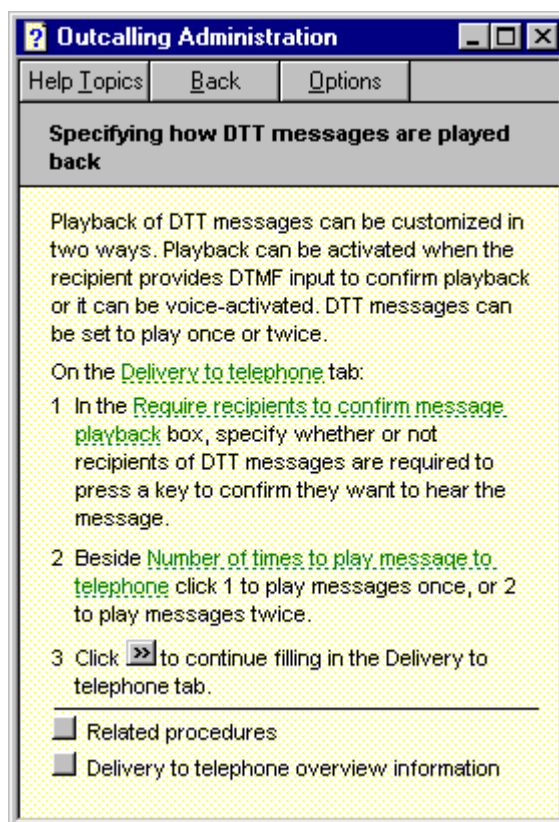 Outcalling Administration
Help Topics Back Options
Specifying how DTT messages are played
back
Playback of DTT messages can be customized in
two ways. Playback can be activated when the
recipient provides DTMF input to confirm playback
or it can be voice-activated. DTT messages can
be set to play once or twice.
On the Delivery to telephone tab:
1 In the Require recipients to confirm message
playback box, specify whether or not
recipients of DTT messages are required to
press a key to confirm they want to hear the
message.
2 Beside Number of times to play message to
telephone click 1 to play messages once, or 2
to play messages twice.
3 Click >> to continue filling in the Delivery to
telephone tab.
Related procedures
Delivery to telephone overview information